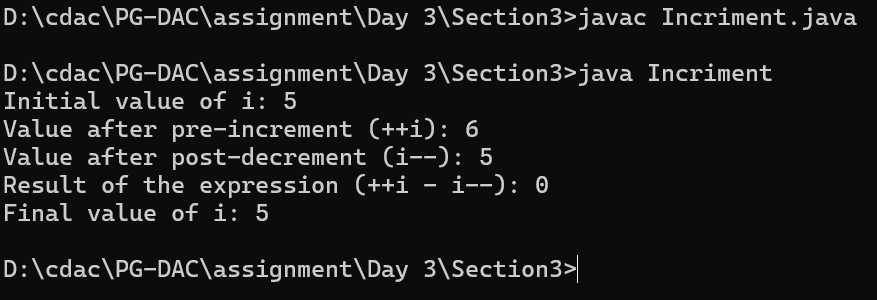 D:\cdac\PG-DAC\assignment\Day 3\Section3>javac Incriment.java
D:\cdac\PG-DAC\assignment\Day 3\Section3>java Incriment
Initial value of i: 5
Value after pre-increment (++i): 6
Value after post-decrement (i--): 5
Result of the expression (++i - i--): 0
Final value of i: 5
D:\cdac\PG-DAC\assignment\Day 3\Section3>